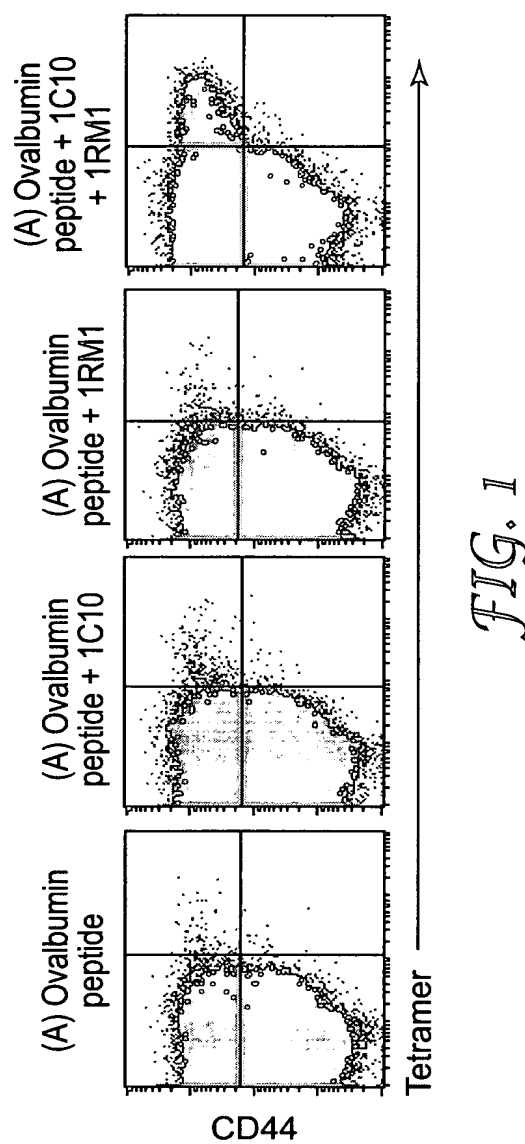 (A) Ovalbumin
peptide
(A) Ovalbumin
peptide + 1C10
(A) Ovalbumin
peptide + 1RM1
(A) Ovalbumin
peptide + 1C10
+ 1RM1
CD44
Tetramer
FIG. 1